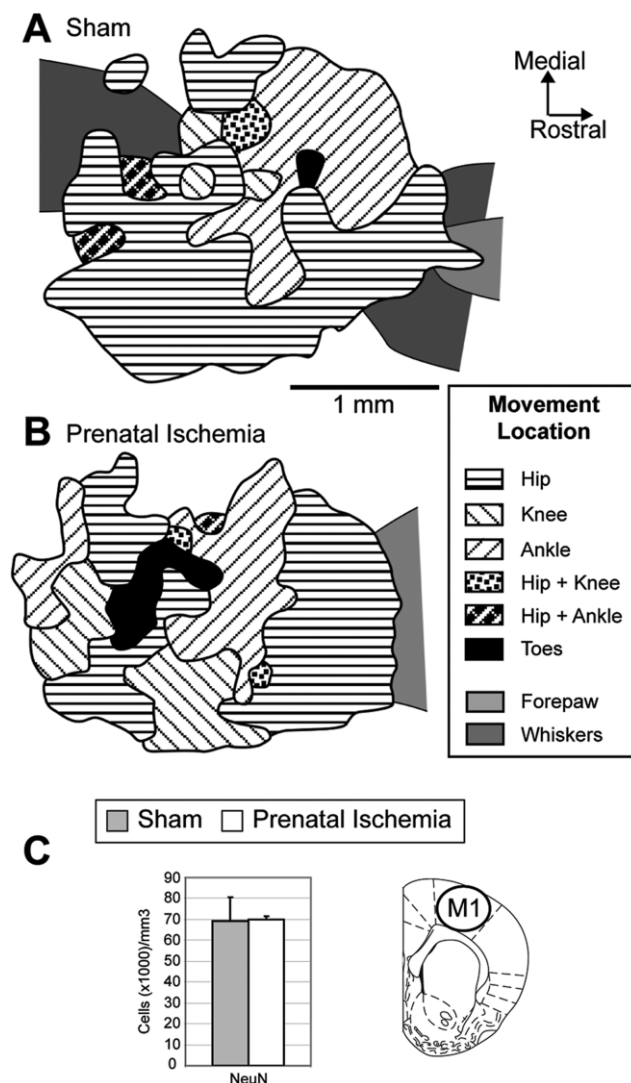 A Sham
Medial
Rostral
1 mm
B Prenatal Ischemia
Movement
Location
Hip
Knee
Ankle
Hip + Knee
Hip + Ankle
Toes
Forepaw
Whiskers
Sham Prenatal Ischemia
C
90
80
70
60
50
40
30
20
10
0
Cells (x1000)/mm3
NeuN
M1